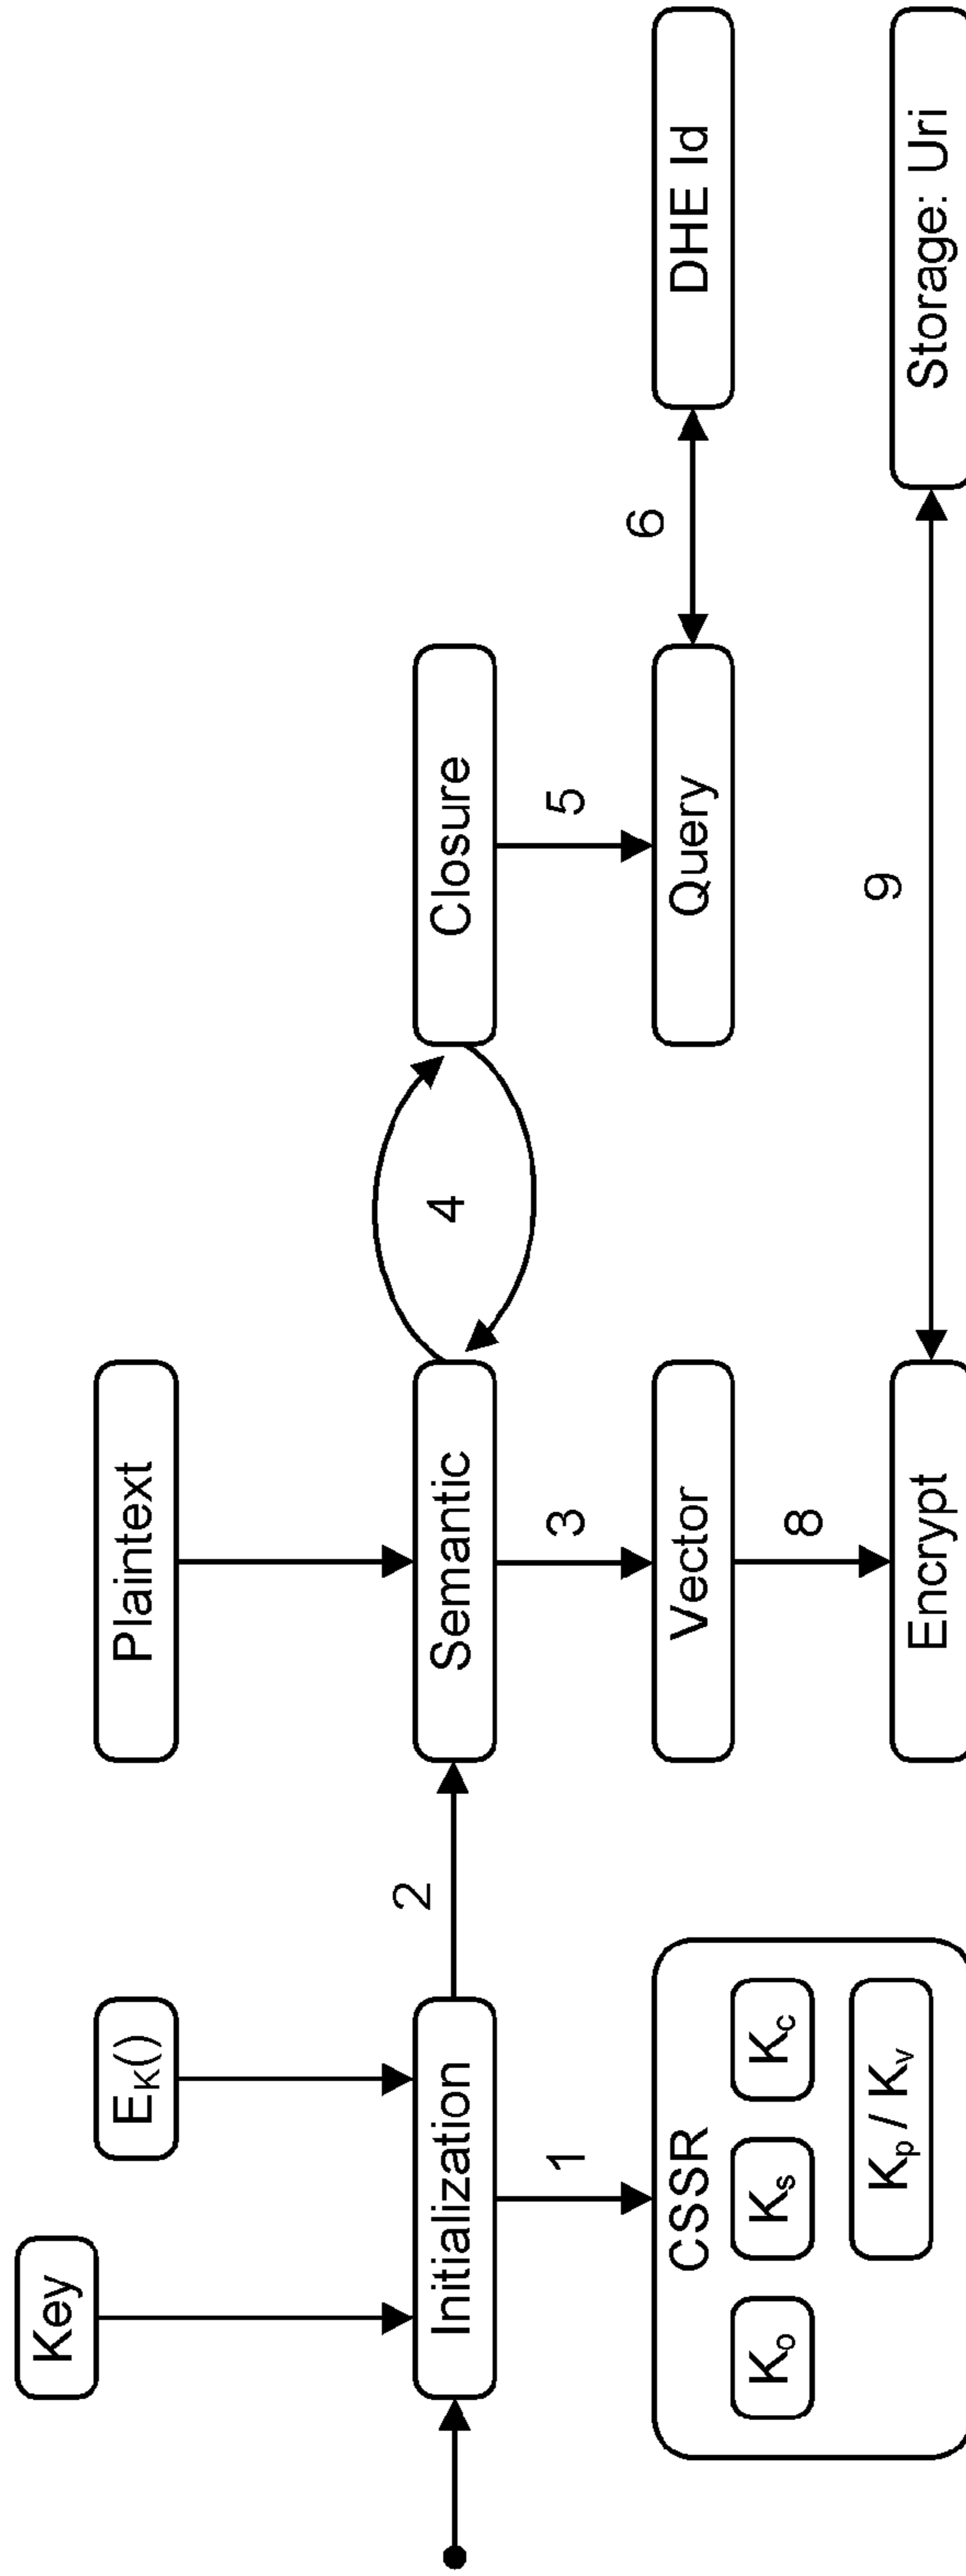 Key
E_K()
Plaintext
Initialization
2
Semantic
4
Closure
1
3
5
CSSR
K_o
K_s
K_c
K_p / K_v
Vector
Query
6
DHE Id
8
9
Encrypt
Storage: Uri